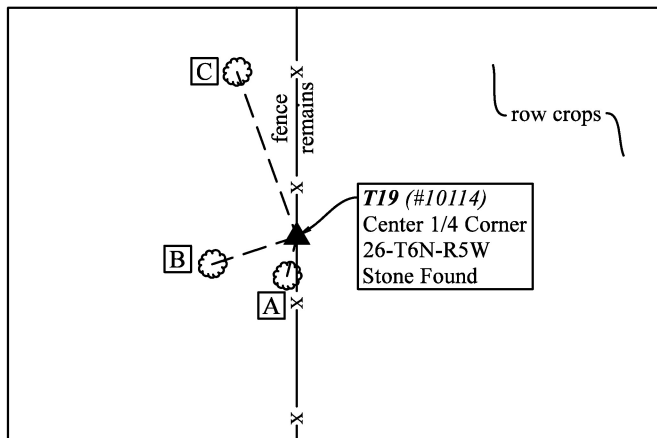 C
x
fence
remains
row crops
x
T19 (#10114)
Center 1/4 Corner
26-T6N-R5W
Stone Found
B
A
x
x